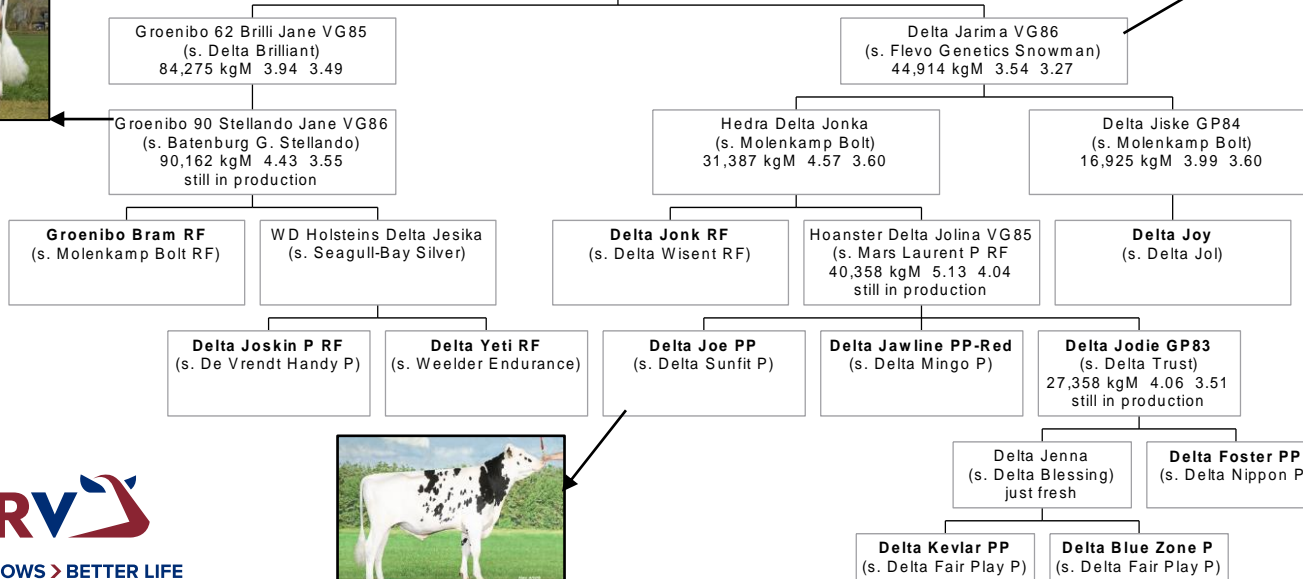 Groenibo 62 Brilli Jane VG85
(s. Delta Brilliant)
84,275 kgM 3.94 3.49
Delta Jarima VG86
(s. Flevo Genetics Snowman)
44,914 kgM 3.54 3.27
Groenibo 90 Stellando Jane VG86
(s. Batenburg G. Stellando)
90,162 kgM 4.43 3.55
still in production
Hedra Delta Jonka
(s. Molenkamp Bolt)
31,387 kgM 4.57 3.60
Delta Jiske GP84
(s. Molenkamp Bolt)
16,925 kgM 3.99 3.60
Groenibo Bram RF
(s. Molenkamp Bolt RF)
WD Holsteins Delta Jesika
(s. Seagull-Bay Silver)
Delta Jonk RF
(s. Delta Wisent RF)
Hoanster Delta Jolina VG85
(s. Mars Laurent P RF
40,358 kgM 5.13 4.04
still in production
Delta Joy
(s. Delta Jol)
Delta Joskin P RF
(s. De Vrendt Handy P)
Delta Yeti RF
(s. Weelder Endurance)
Delta Joe PP
(s. Delta Sunfit P)
Delta Jawline PP-Red
(s. Delta Mingo P)
Delta Jodie GP83
(s. Delta Trust)
27,358 kgM 4.06 3.51
still in production
Delta Jenna
(s. Delta Blessing)
just fresh
Delta Foster PP
(s. Delta Nippon P
Delta Kevlar PP
(s. Delta Fair Play P)
Delta Blue Zone P
(s. Delta Fair Play P)
RV
OWS > BETTER LIFE